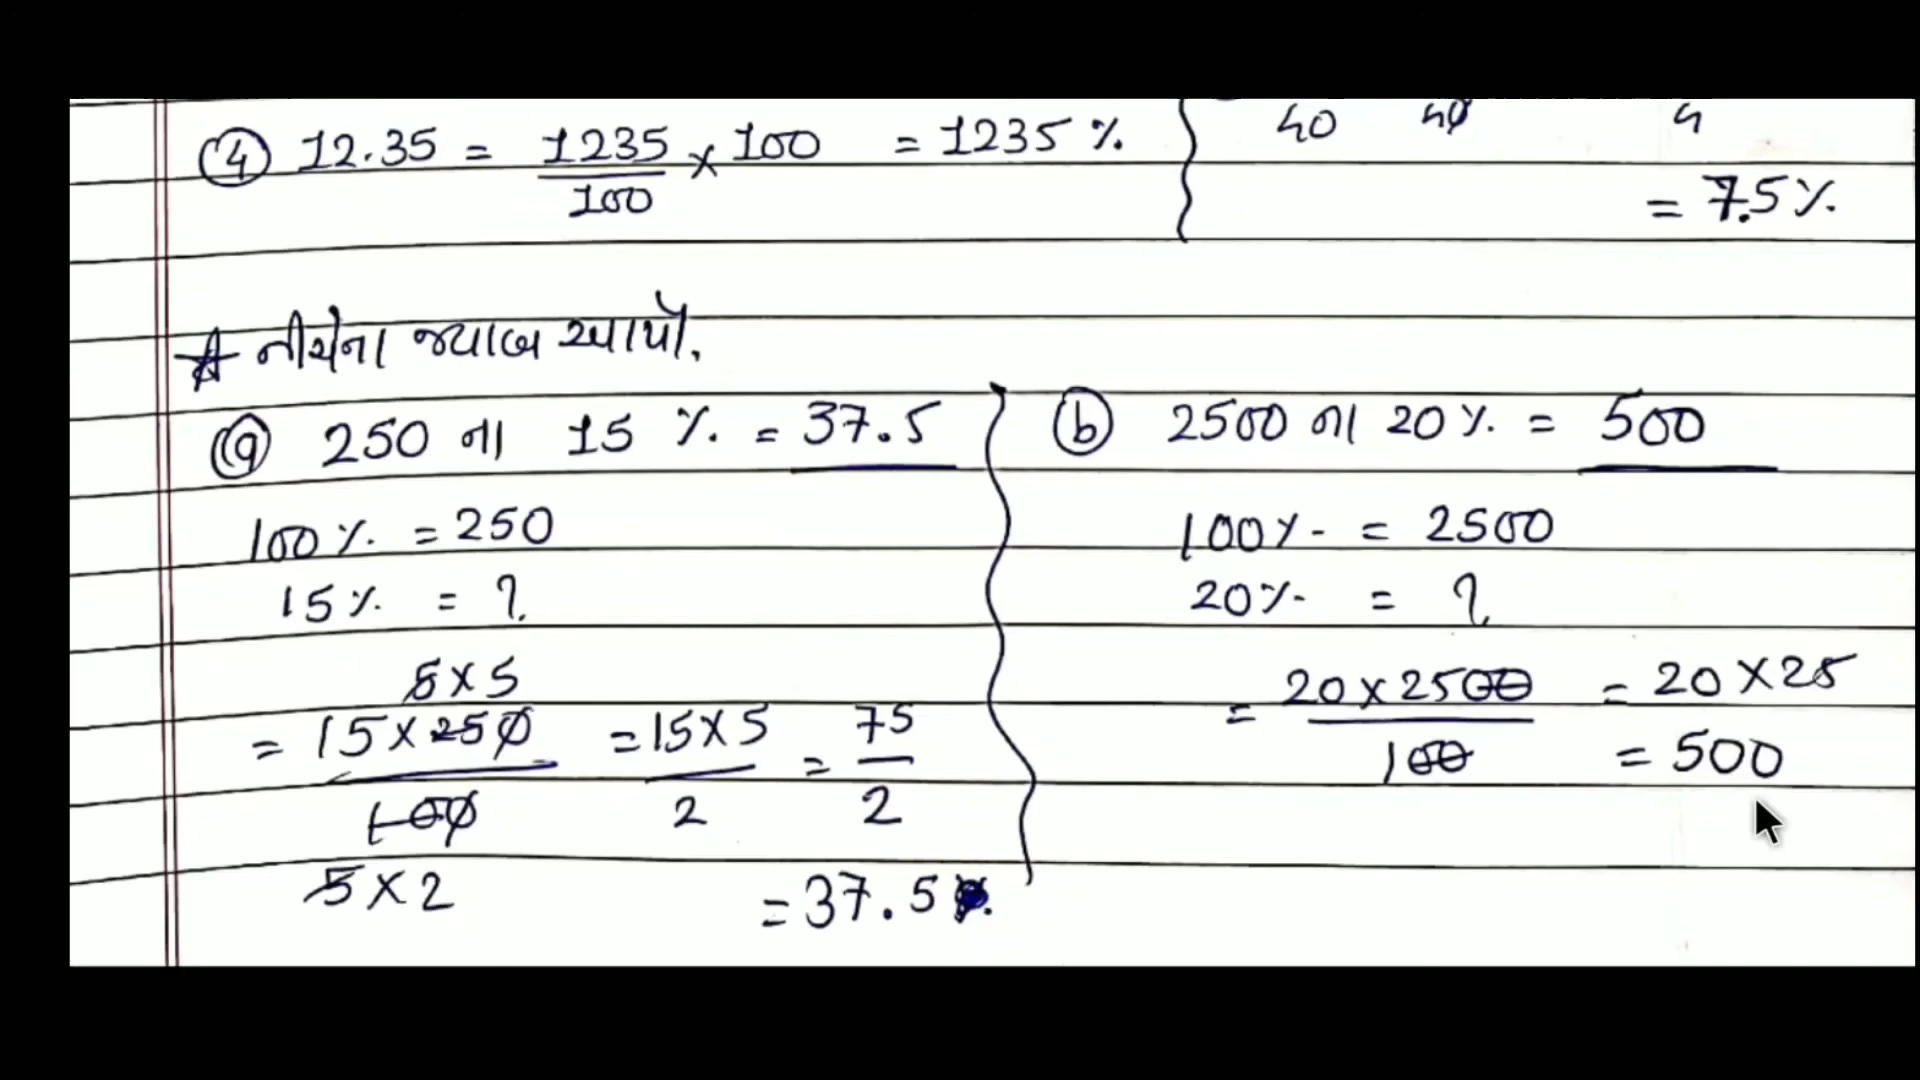 ④ 12.35 = 1235/100 × 100 = 1235 %
40 40 4
= 7.5 %
☆ નીચેના જવાબ આપો.
ⓐ 250 ના 15 % = 37.5
100 % = 250
15 % = ?
5 × 5
= 15 × 250 / 100 = 15 × 5 / 2 = 75 / 2
5 × 2
= 37.5
ⓑ 2500 ના 20 % = 500
100 % = 2500
20 % = ?
= 20 × 2500 / 100 = 20 × 25
= 500